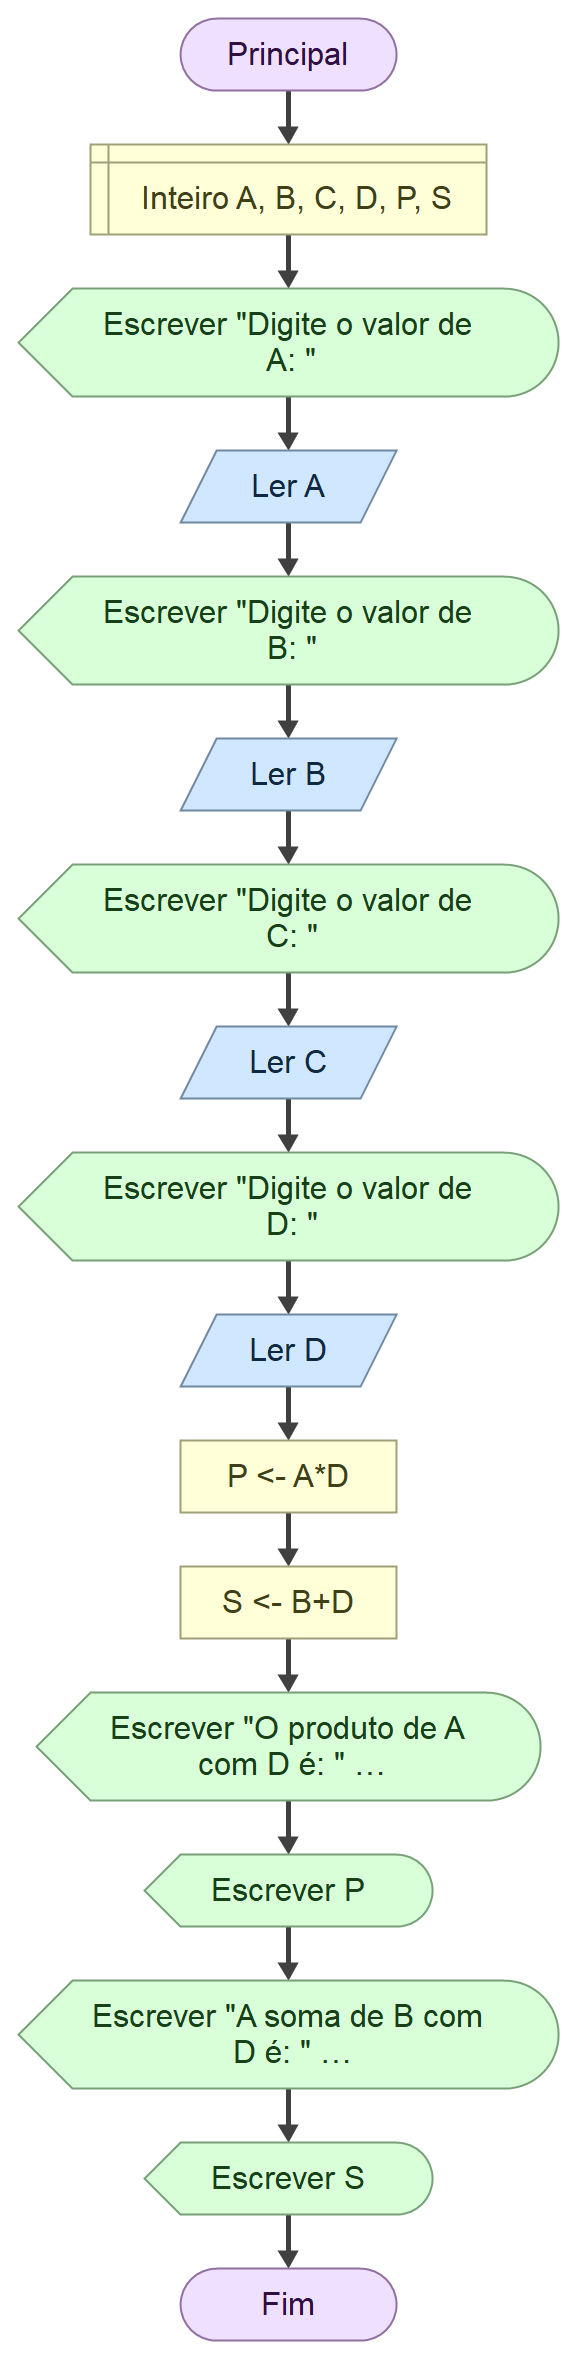 Principal
Inteiro A, B, C, D, P, S
Escrever "Digite o valor de
A: "
Ler A
Escrever "Digite o valor de
B: "
Ler B
Escrever "Digite o valor de
C: "
Ler C
Escrever "Digite o valor de
D: "
Ler D
P <- A*D
S <- B+D
Escrever "O produto de A
com D é: " …
Escrever P
Escrever "A soma de B com
D é: " …
Escrever S
Fim